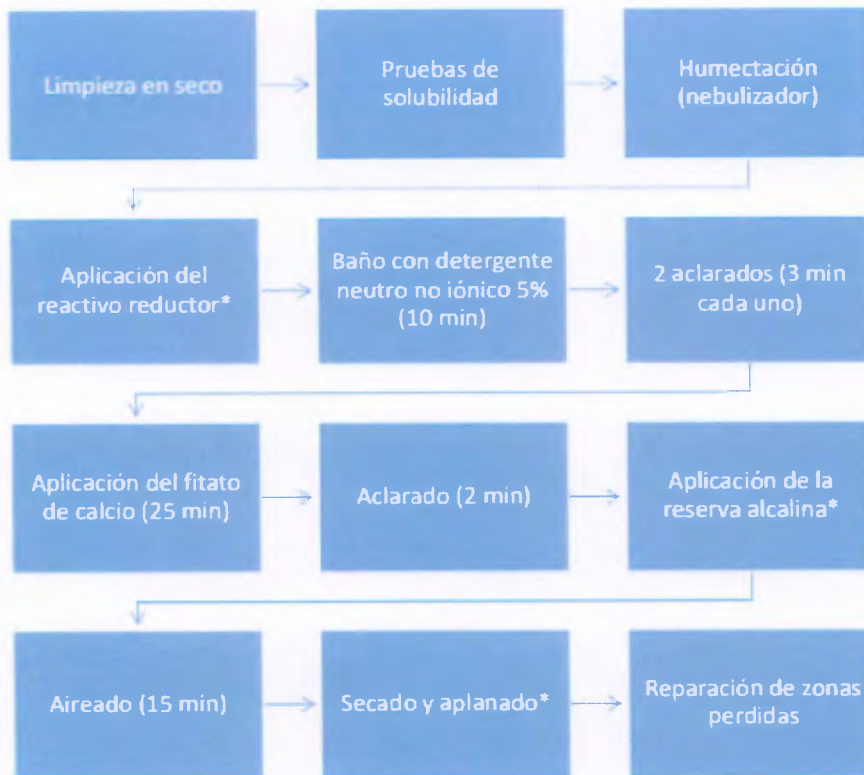 Limpieza en seco
Pruebas de
solubilidad
Humectación
(nebulizador)
Aplicación del
reactivo reductor*
Baño con detergente
neutro no iónico 5%
(10 min)
2 aclarados (3 min
cada uno)
Aplicación del fitato
de calcio (25 min)
Aclarado (2 min)
Aplicación de la
reserva alcalina*
Aireado (15 min)
Secado y aplanado*
Reparación de zonas
perdidas